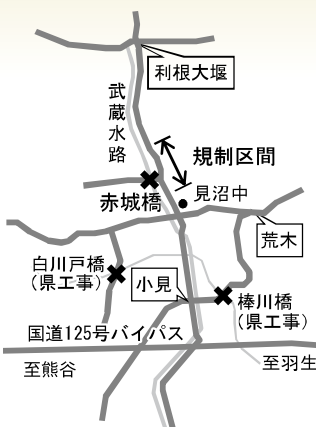 利根大堰
武蔵水路
規制区間
赤城橋
見沼中
荒木
白川戸橋
（県工事）
小見
棒川橋
（県工事）
国道125号バイパス
至熊谷
至羽生